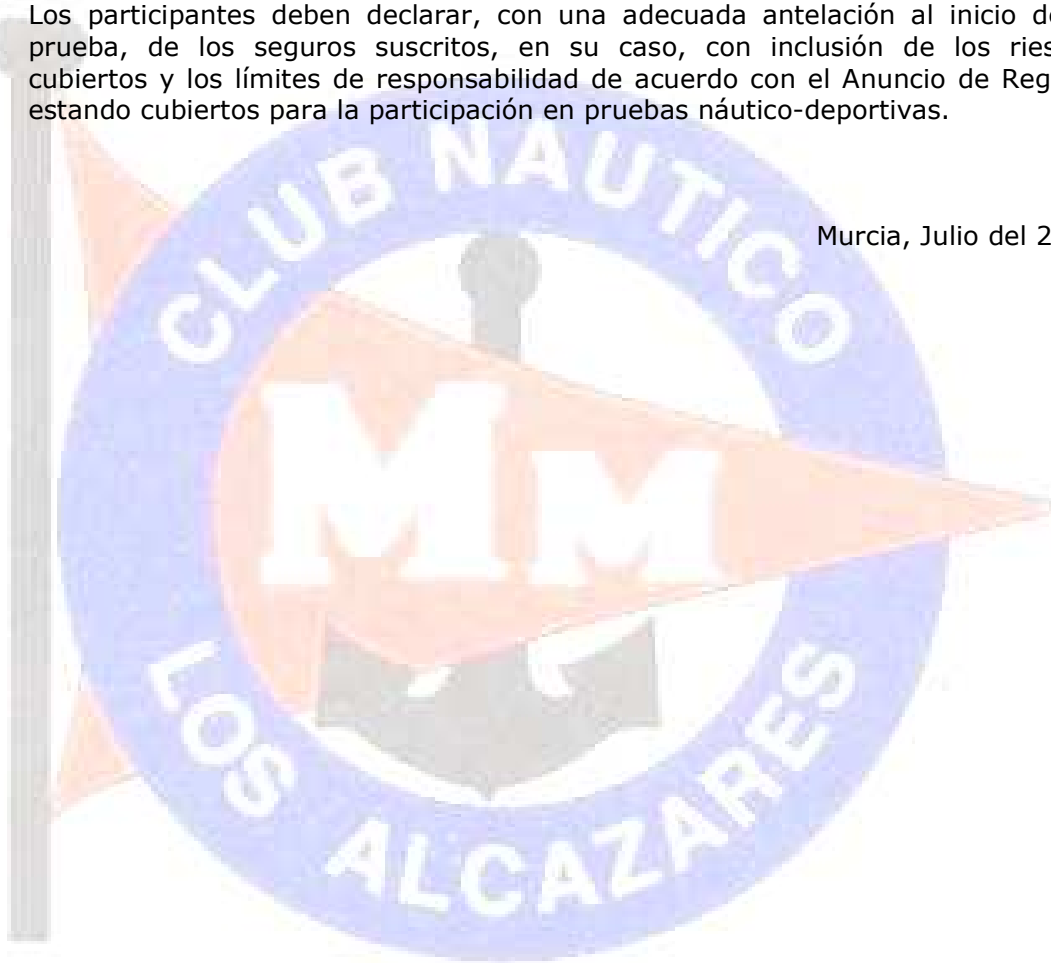 Los participantes deben declarar, con una adecuada antelación al inicio de
prueba, de los seguros suscritos, en su caso, con inclusión de los ries
cubiertos y los límites de responsabilidad de acuerdo con el Anuncio de Reg
estando cubiertos para la participación en pruebas náutico-deportivas.
Murcia, Julio del 2
CLUB NAUTICO
M M
LOS ALCAZARES